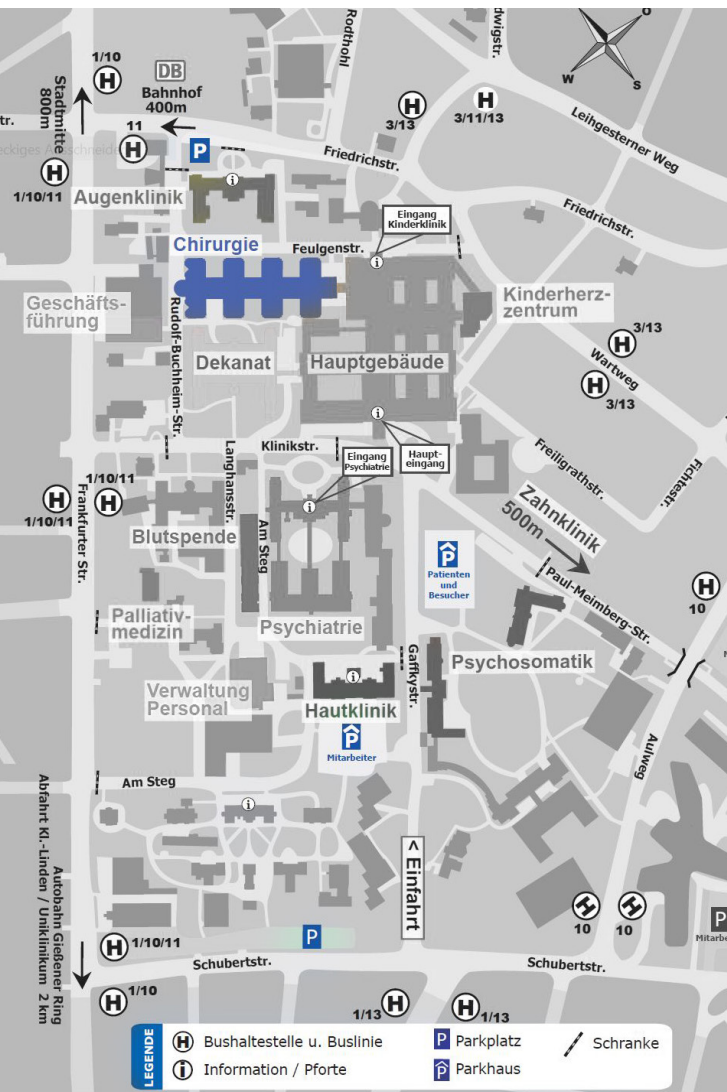 1/10
H
Stadtmitte
800m
DB
Bahnhof
400m
11
H
P
H
1/10/11
Rodthohl
H
3/13
H
3/11/13
O
W
S
Leihgesterner Weg
Friedrichstr.
Friedrichstr.
Augenklinik
i
Chirurgie
Feulgenstr.
Eingang
Kinderklinik
i
Geschäfts-
führung
Rudolf-Buchheim-Str.
Dekanat
Hauptgebäude
Kinderherz-
zentrum
H
3/13
Wartweg
H
3/13
i
Klinikstr.
Haupt-
eingang
Eingang
Psychiatrie
i
Langhansstr.
Freiligrathstr.
Fichtestr.
1/10/11
H
H
1/10/11
Frankfurter Str.
Blutspende
Am Steg
Zahnklinik
500m
P
Patienten
und
Besucher
Paul-Meimberg-Str.
H
10
Palliativ-
medizin
Psychiatrie
Gaffkystr.
Psychosomatik
Verwaltung
Personal
i
Hautklinik
P
Mitarbeiter
Aulweg
Am Steg
i
Abfahrt Kl.-Linden / Uniklinikum 2 km
Autobahn Gießener Ring
< Einfahrt
H
10
H
10
P
H
1/10/11
P
Schubertstr.
Schubertstr.
H
1/10
H
1/13
H
1/13
LEGENDE
H Bushaltestelle u. Buslinie
P Parkplatz
Schranke
i Information / Pforte
P Parkhaus